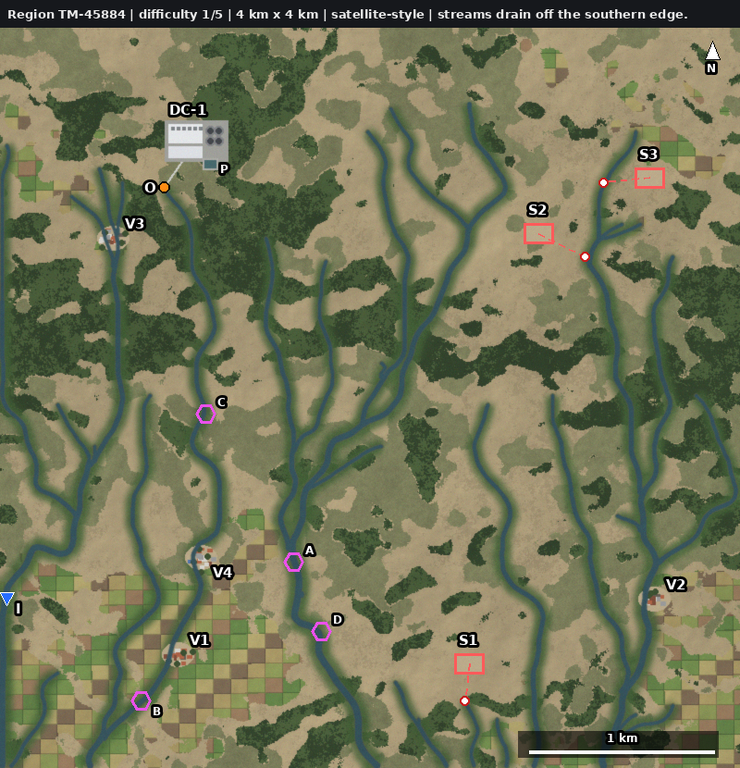 Region TM-45884 | difficulty 1/5 | 4 km x 4 km | satellite-style | streams drain off the southern edge.
N
DC-1
S3
P
O
S2
V3
C
A
V4
V2
I
D
S1
V1
B
1 km